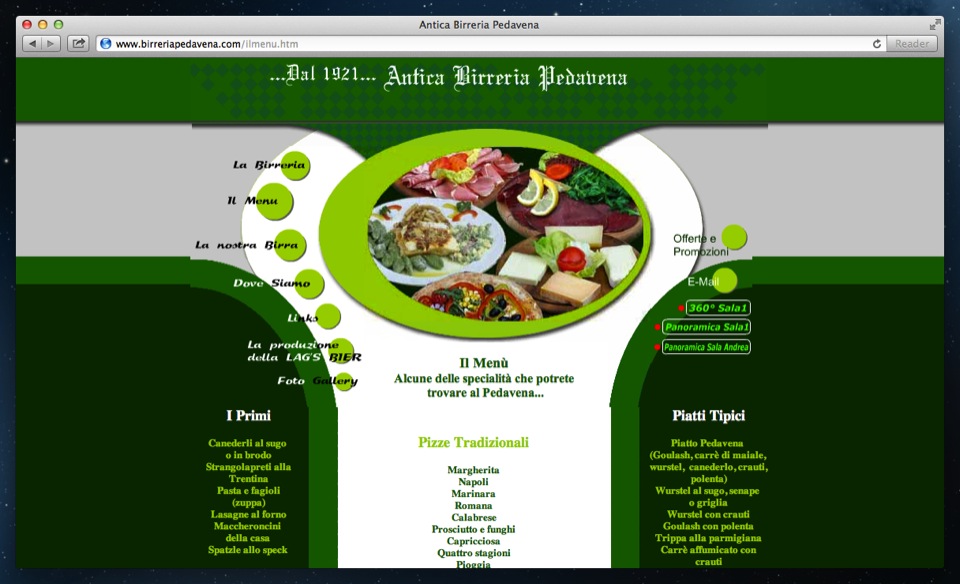 Antica Birreria Pedavena
www.birreriapedavena.com/ilmenu.htm
Reader
...Dal 1921... Antica Birreria Pedavena
La Birreria
Il Menu
La nostra Birra
Dove Siamo
Links
La produzione
della LAG'S BIER
Foto Gallery
Offerte e
Promozioni
E-Mail
360° Sala1
Panoramica Sala1
Panoramica Sala Andrea
Il Menù
Alcune delle specialità che potrete
trovare al Pedavena...
I Primi
Canederli al sugo
o in brodo
Strangolapreti alla
Trentina
Pasta e fagioli
(zuppa)
Lasagne al forno
Maccheroncini
della casa
Spatzle allo speck
Pizze Tradizionali
Margherita
Napoli
Marinara
Romana
Calabrese
Prosciutto e funghi
Capricciosa
Quattro stagioni
Pioggia
Piatti Tipici
Piatto Pedavena
(Goulash, carrè di maiale,
wurstel, canederlo, crauti,
polenta)
Wurstel al sugo, senape
o griglia
Wurstel con crauti
Goulash con polenta
Trippa alla parmigiana
Carrè affumicato con
crauti